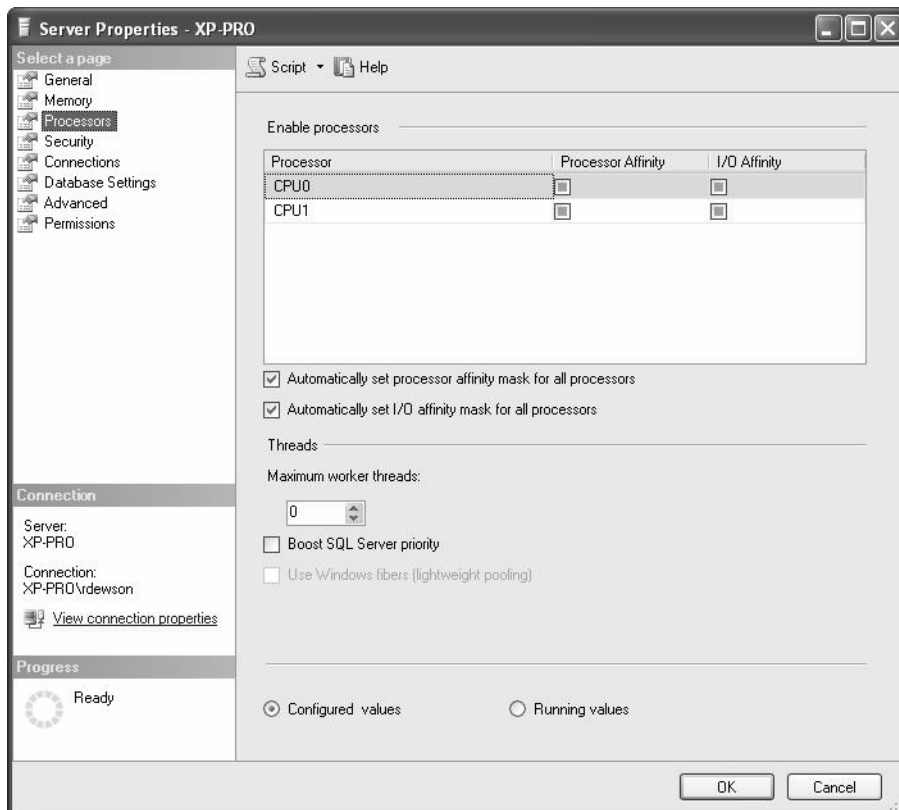 Server Properties - XP-PRO
Select a page
General
Memory
Processors
Security
Connections
Database Settings
Advanced
Permissions
Connection
Server:
XP-PRO
Connection:
XP-PRO\rdewson
View connection properties
Progress
Ready
Script
Help
Enable processors
Processor Processor Affinity I/O Affinity
CPU0
CPU1
Automatically set processor affinity mask for all processors
Automatically set I/O affinity mask for all processors
Threads
Maximum worker threads:
0
Boost SQL Server priority
Use Windows fibers (lightweight pooling)
Configured values Running values
OK Cancel